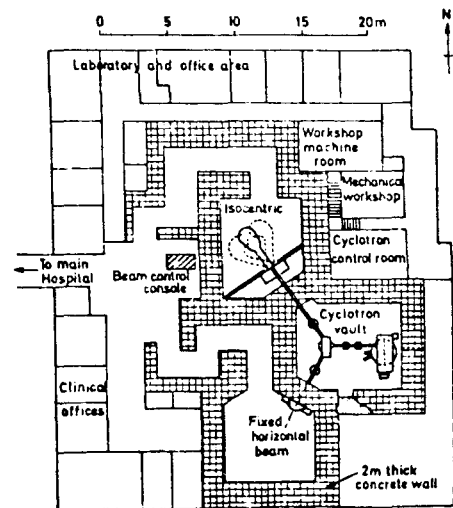 0 5 10 15 20m
N
Laboratory and office area
Workshop
machine
room
Mechanical
workshop
Isocentric
Cyclotron
control room
To main
Hospital
Beam control
console
Cyclotron
vault
Clinical
offices
Fixed
horizontal
beam
2m thick
concrete wall